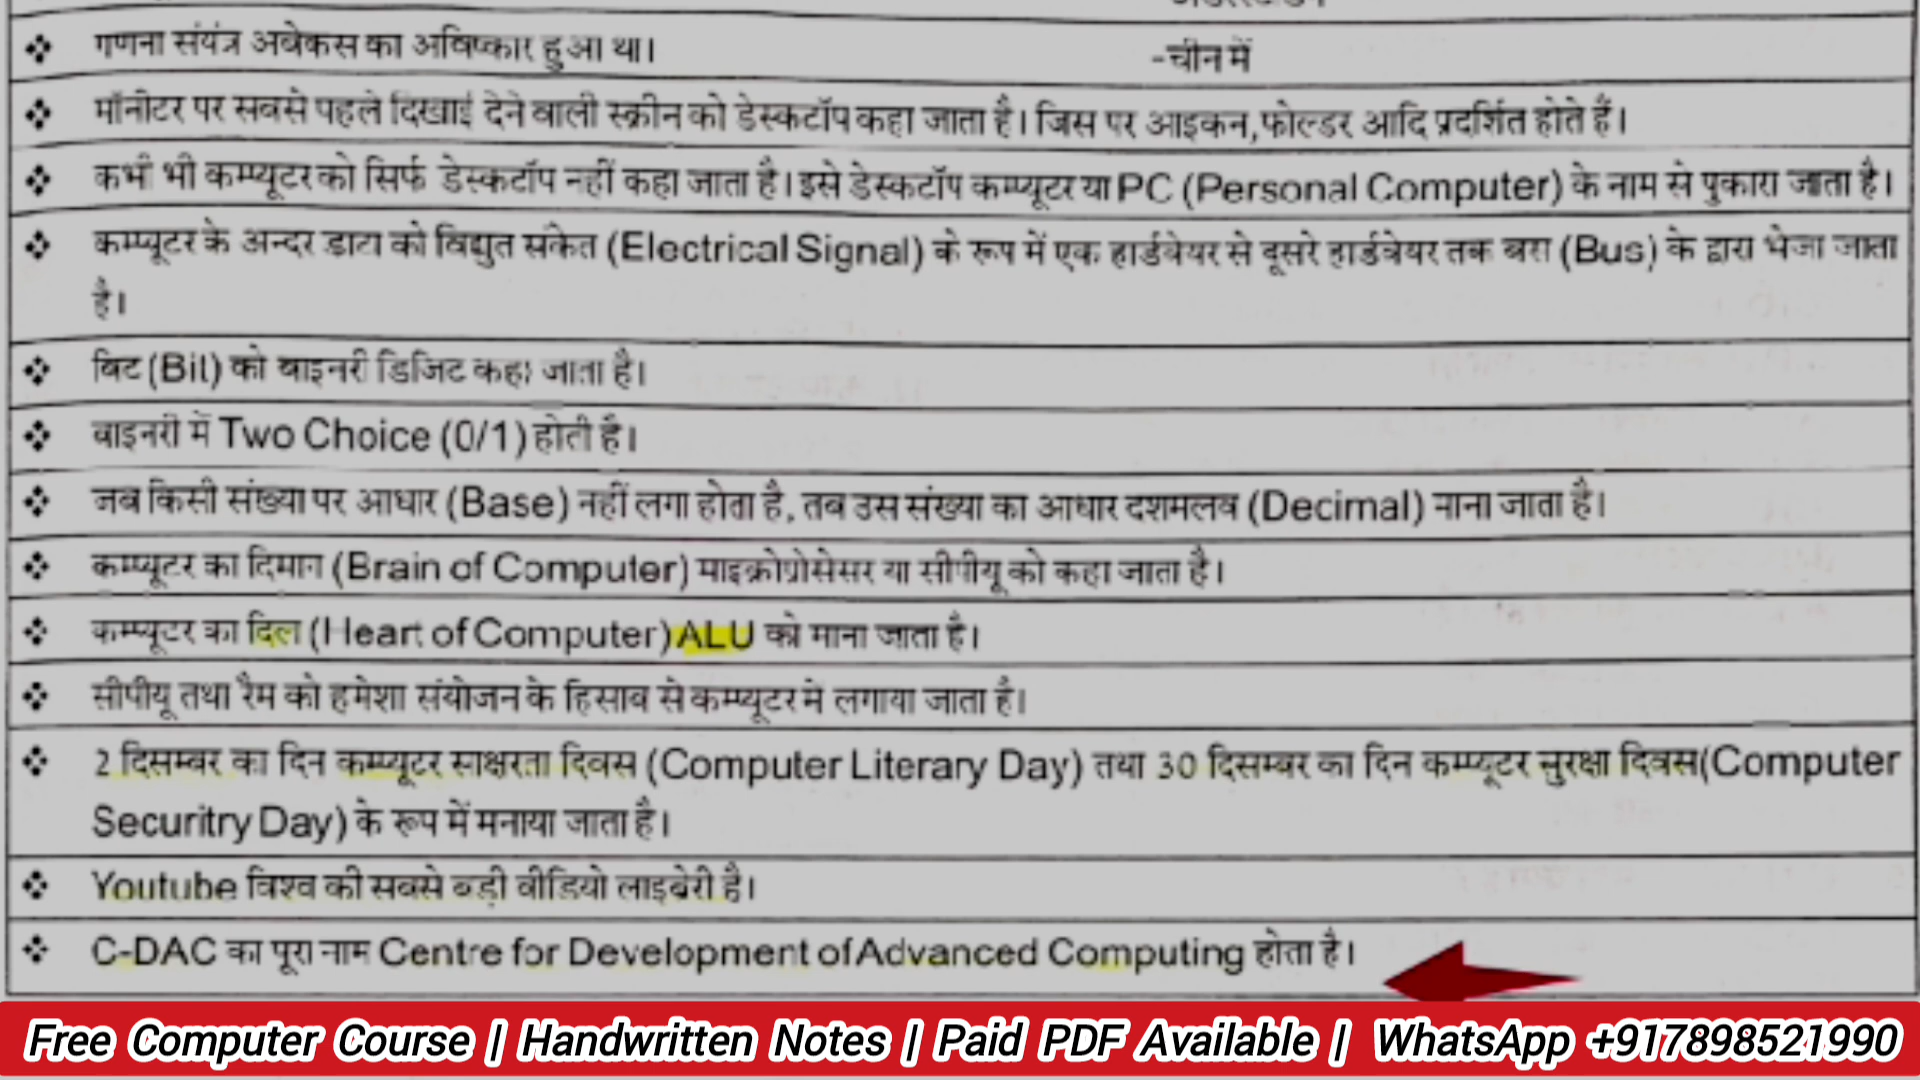 ❖ गणना संयंत्र अबेकस का अविष्कार हुआ था। -चीन में
❖ मॉनीटर पर सबसे पहले दिखाई देने वाली स्क्रीन को डेस्कटॉप कहा जाता है। जिस पर आइकन,फोल्डर आदि प्रदर्शित होते हैं।
❖ कभी भी कम्प्यूटर को सिर्फ डेस्कटॉप नहीं कहा जाता है। इसे डेस्कटॉप कम्प्यूटर या PC (Personal Computer) के नाम से पुकारा जाता है।
❖ कम्प्यूटर के अन्दर डाटा को विद्युत संकेत (Electrical Signal) के रूप में एक हार्डवेयर से दूसरे हार्डवेयर तक बस (Bus) के द्वारा भेजा जाता
है।
❖ बिट (Bit) को बाइनरी डिजिट कहा जाता है।
❖ बाइनरी में Two Choice (0/1) होती है।
❖ जब किसी संख्या पर आधार (Base) नहीं लगा होता है, तब उस संख्या का आधार दशमलव (Decimal) माना जाता है।
❖ कम्प्यूटर का दिमाग (Brain of Computer) माइक्रोप्रोसेसर या सीपीयू को कहा जाता है।
❖ कम्प्यूटर का दिल (Heart of Computer) ALU को माना जाता है।
❖ सीपीयू तथा रैम को हमेशा संयोजन के हिसाब से कम्प्यूटर मे लगाया जाता है।
❖ 2 दिसम्बर का दिन कम्प्यूटर साक्षरता दिवस (Computer Literary Day) तथा 30 दिसम्बर का दिन कम्प्यूटर सुरक्षा दिवस(Computer
Securitry Day) के रूप में मनाया जाता है।
❖ Youtube विश्व की सबसे बड़ी वीडियो लाइब्रेरी है।
❖ C-DAC का पूरा नाम Centre for Development of Advanced Computing होता है।
Free Computer Course | Handwritten Notes | Paid PDF Available | WhatsApp +917898521990